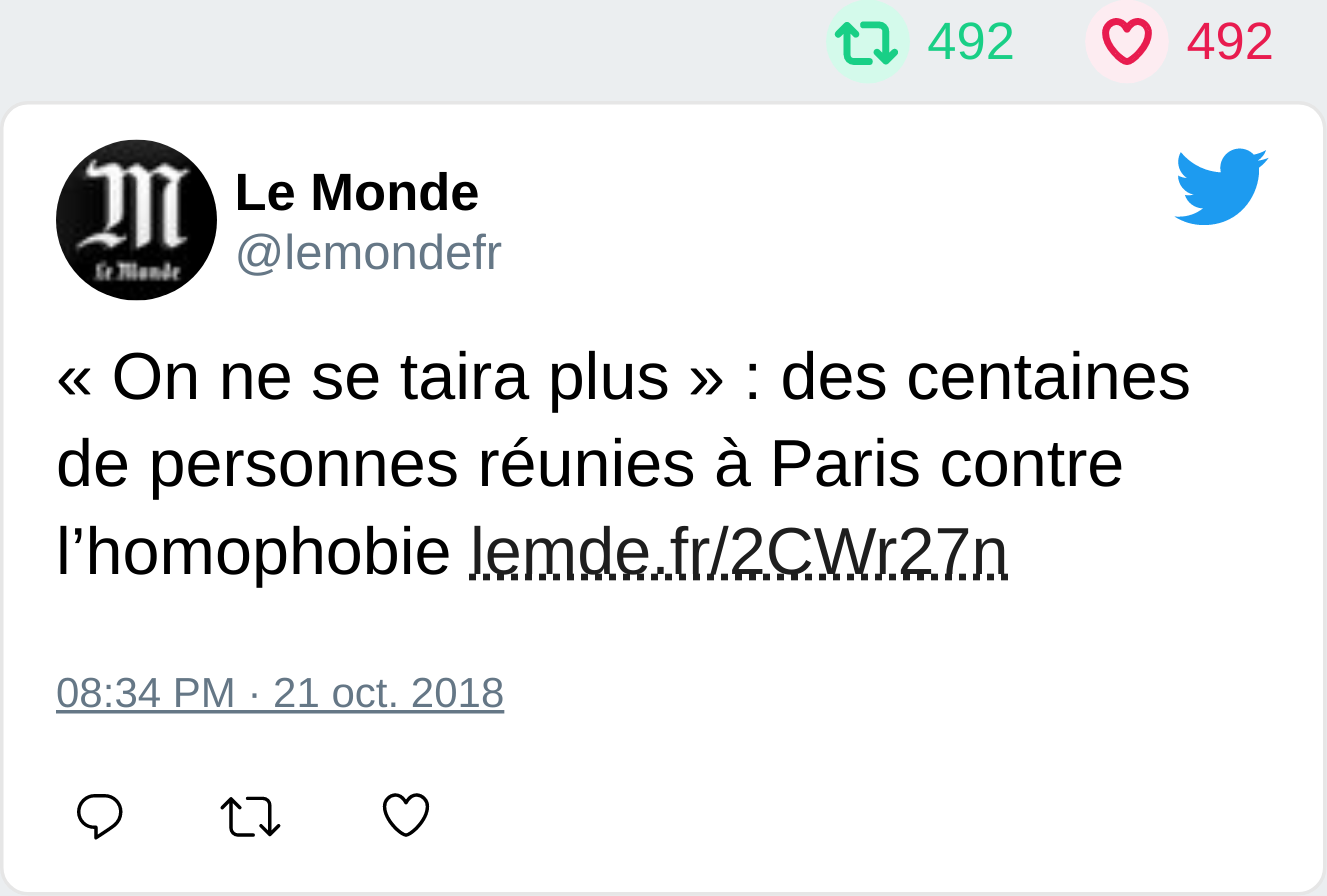 492 492
Le Monde
Le Monde
@lemondefr
« On ne se taira plus » : des centaines
de personnes réunies à Paris contre
l’homophobie lemde.fr/2CWr27n
08:34 PM · 21 oct. 2018